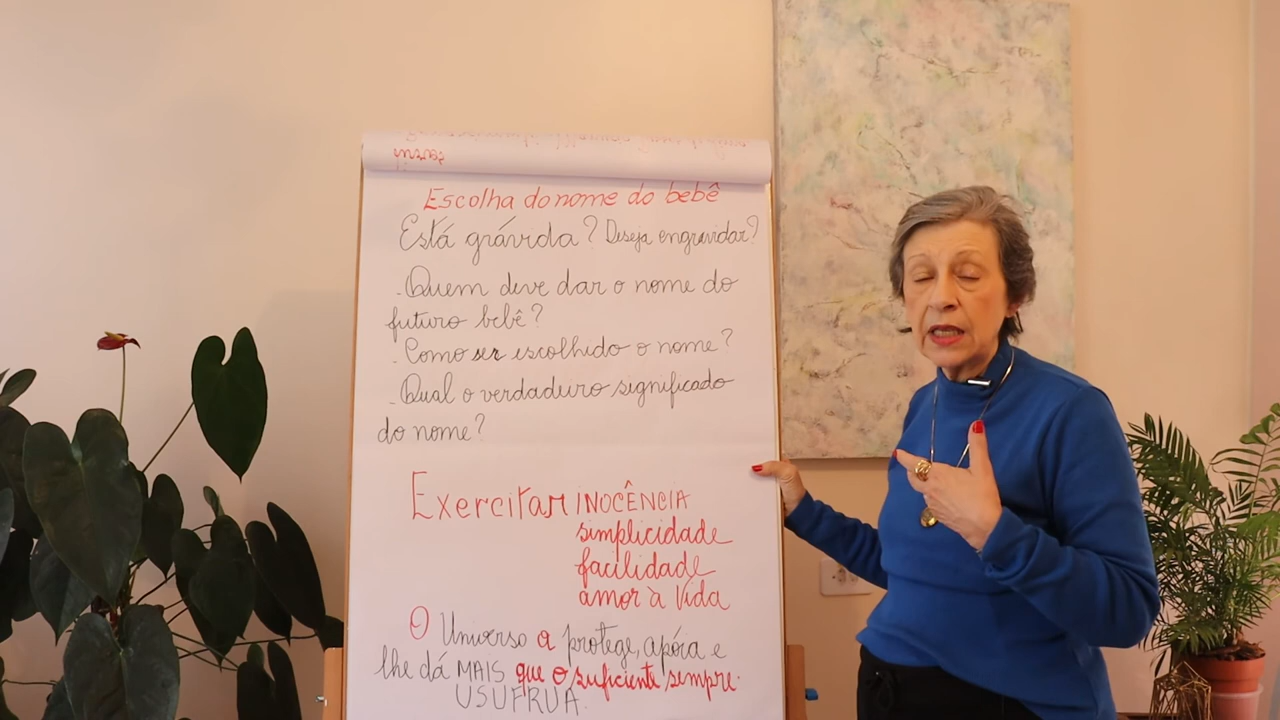 Escolha do nome do bebê
Está grávida? Deseja engravidar?
. Quem deve dar o nome do
futuro bebê?
. Como ser escolhido o nome?
. Qual o verdadeiro significado
do nome?
Exercitar INOCÊNCIA
simplicidade
facilidade
amor à Vida
O Universo a protege, apóia e
lhe dá MAIS que o suficiente sempre.
USUFRUA.